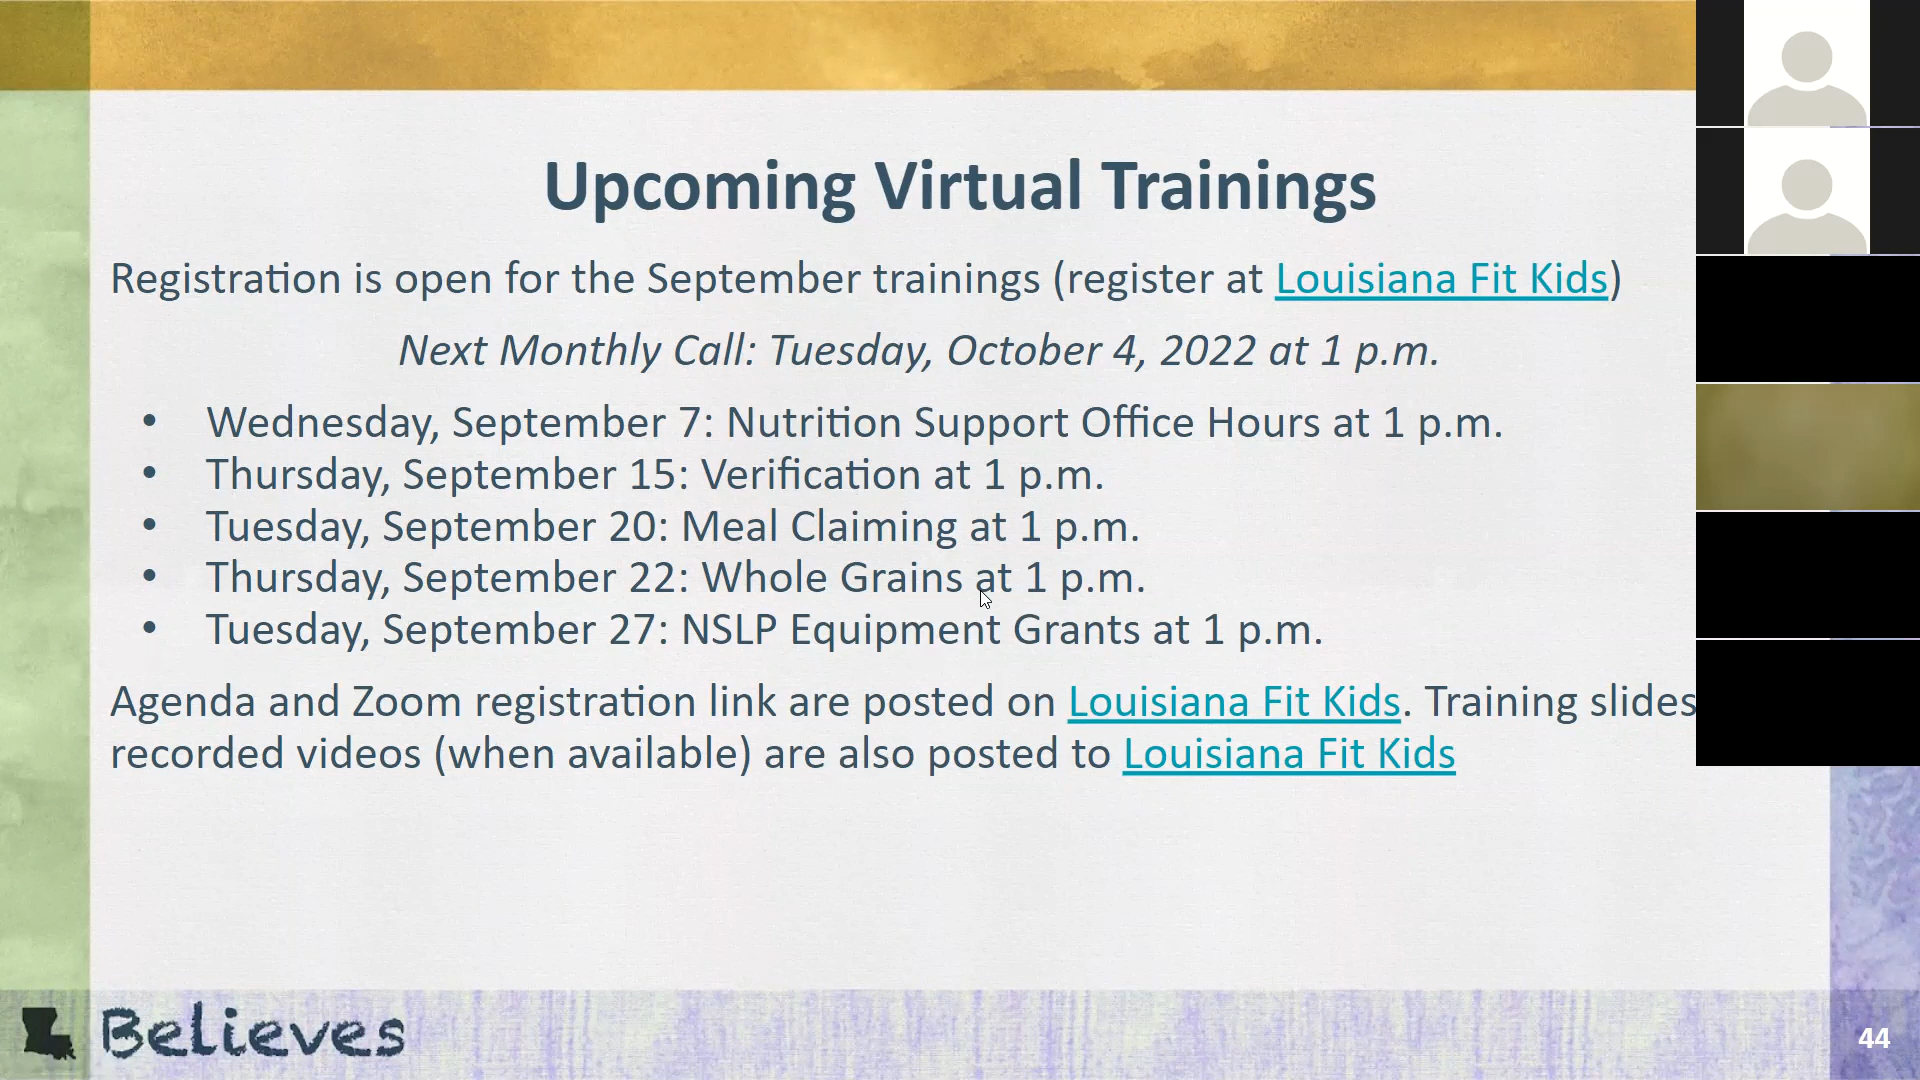 Upcoming Virtual Trainings
Registration is open for the September trainings (register at Louisiana Fit Kids)
Next Monthly Call: Tuesday, October 4, 2022 at 1 p.m.
• Wednesday, September 7: Nutrition Support Office Hours at 1 p.m.
• Thursday, September 15: Verification at 1 p.m.
• Tuesday, September 20: Meal Claiming at 1 p.m.
• Thursday, September 22: Whole Grains at 1 p.m.
• Tuesday, September 27: NSLP Equipment Grants at 1 p.m.
Agenda and Zoom registration link are posted on Louisiana Fit Kids. Training slides
recorded videos (when available) are also posted to Louisiana Fit Kids
Believes
44